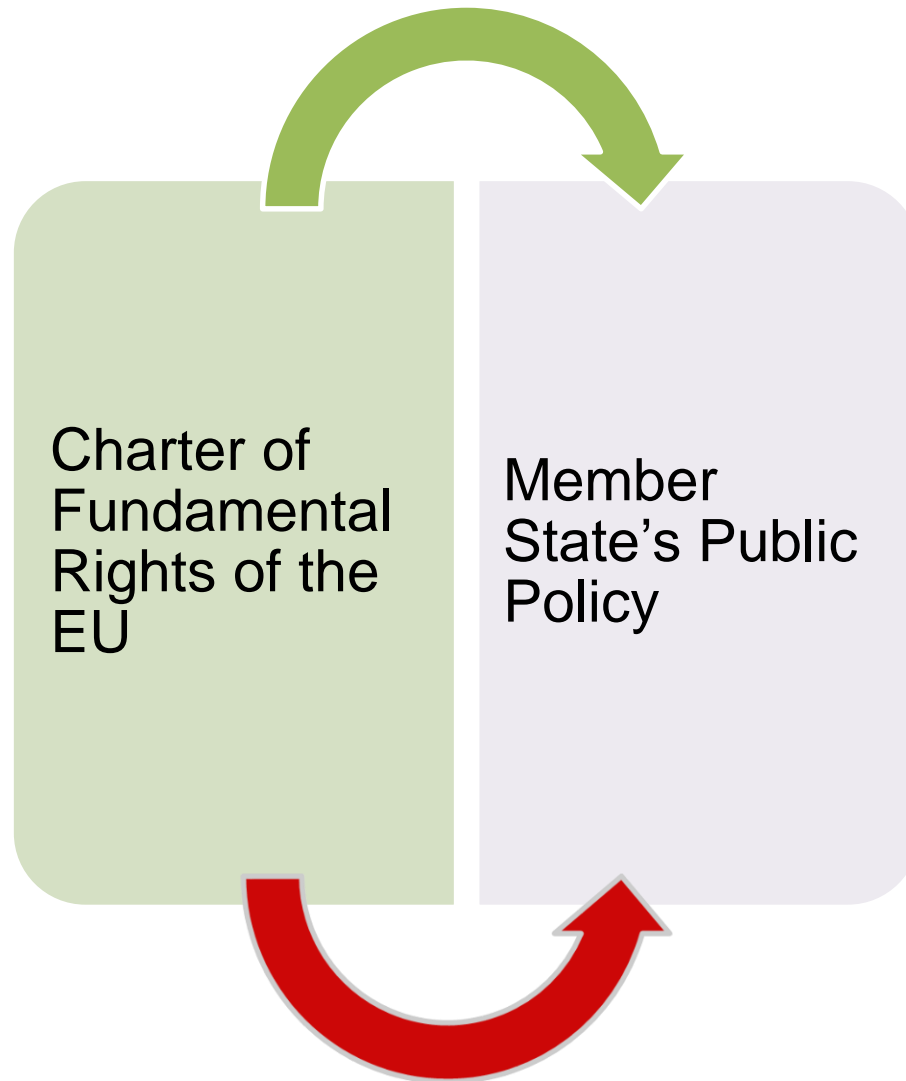 Charter of
Fundamental
Rights of the
EU
Member
State’s Public
Policy